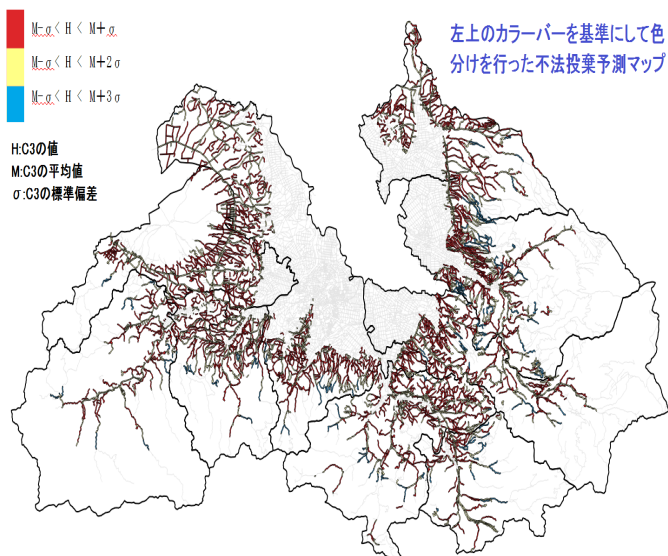 M-σ< H < M+σ
M-σ< H < M+2σ
M-σ< H < M+3σ
H:C3の値
M:C3の平均値
σ:C3の標準偏差
左上のカラーバーを基準にして色
分けを行った不法投棄予測マップ